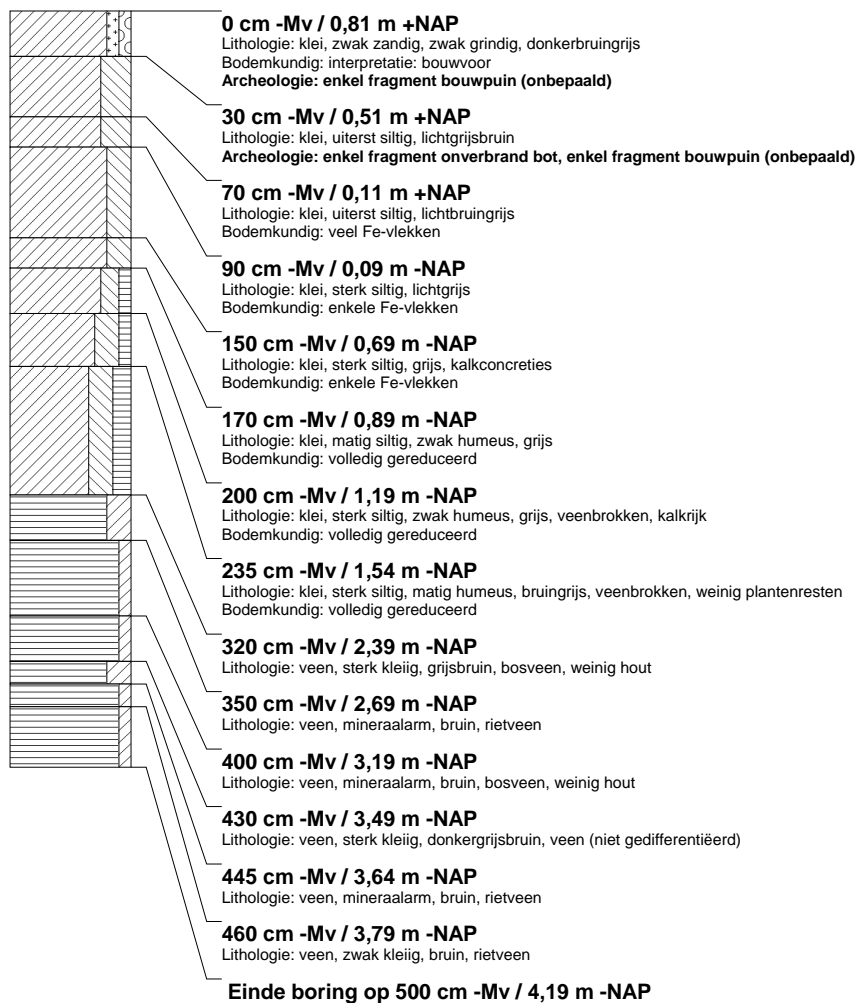 0 cm -Mv / 0,81 m +NAP
Lithologie: klei, zwak zandig, zwak grindig, donkerbruingrijs
Bodemkundig: interpretatie: bouwvoor
Archeologie: enkel fragment bouwpuin (onbepaald)
30 cm -Mv / 0,51 m +NAP
Lithologie: klei, uiterst siltig, lichtgrijsbruin
Archeologie: enkel fragment onverbrand bot, enkel fragment bouwpuin (onbepaald)
70 cm -Mv / 0,11 m +NAP
Lithologie: klei, uiterst siltig, lichtbruingrijs
Bodemkundig: veel Fe-vlekken
90 cm -Mv / 0,09 m -NAP
Lithologie: klei, sterk siltig, lichtgrijs
Bodemkundig: enkele Fe-vlekken
150 cm -Mv / 0,69 m -NAP
Lithologie: klei, sterk siltig, grijs, kalkconcreties
Bodemkundig: enkele Fe-vlekken
170 cm -Mv / 0,89 m -NAP
Lithologie: klei, matig siltig, zwak humeus, grijs
Bodemkundig: volledig gereduceerd
200 cm -Mv / 1,19 m -NAP
Lithologie: klei, sterk siltig, zwak humeus, grijs, veenbrokken, kalkrijk
Bodemkundig: volledig gereduceerd
235 cm -Mv / 1,54 m -NAP
Lithologie: klei, sterk siltig, matig humeus, bruingrijs, veenbrokken, weinig plantenresten
Bodemkundig: volledig gereduceerd
320 cm -Mv / 2,39 m -NAP
Lithologie: veen, sterk kleiig, grijsbruin, bosveen, weinig hout
350 cm -Mv / 2,69 m -NAP
Lithologie: veen, mineraalarm, bruin, rietveen
400 cm -Mv / 3,19 m -NAP
Lithologie: veen, mineraalarm, bruin, bosveen, weinig hout
430 cm -Mv / 3,49 m -NAP
Lithologie: veen, sterk kleiig, donkergrijsbruin, veen (niet gedifferentiëerd)
445 cm -Mv / 3,64 m -NAP
Lithologie: veen, mineraalarm, bruin, rietveen
460 cm -Mv / 3,79 m -NAP
Lithologie: veen, zwak kleiig, bruin, rietveen
Einde boring op 500 cm -Mv / 4,19 m -NAP